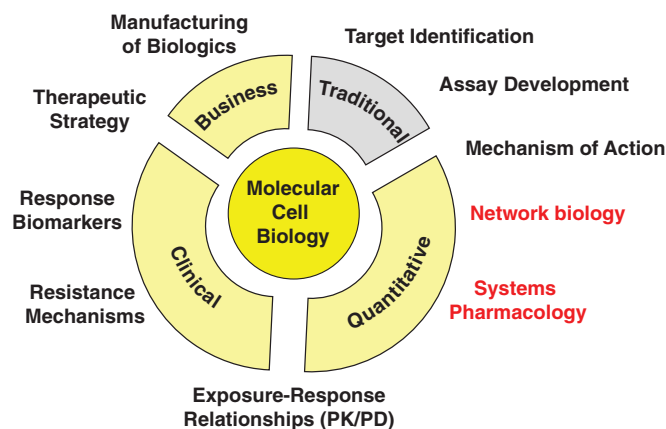 Manufacturing
of Biologics
Target Identification
Business
Traditional
Assay Development
Therapeutic
Strategy
Mechanism of Action
Molecular
Cell
Biology
Response
Biomarkers
Network biology
Clinical
Quantitative
Resistance
Mechanisms
Systems
Pharmacology
Exposure-Response
Relationships (PK/PD)